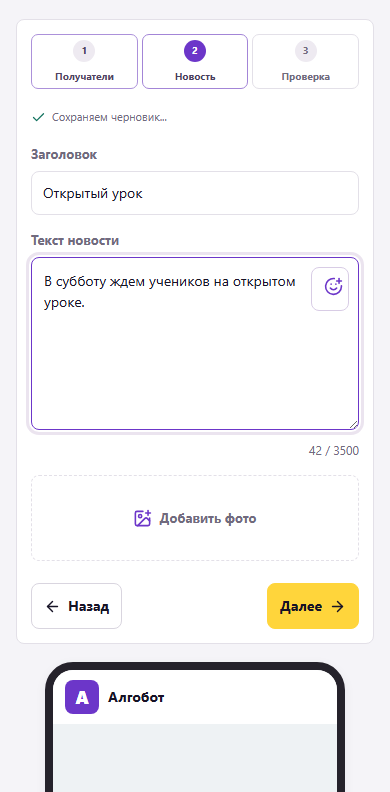 1
2
3
Получатели
Новость
Проверка
Сохраняем черновик...
Заголовок
Открытый урок
Текст новости
В субботу ждем учеников на открытом
уроке.
42 / 3500
Добавить фото
Назад
Далее
A
Алгобот